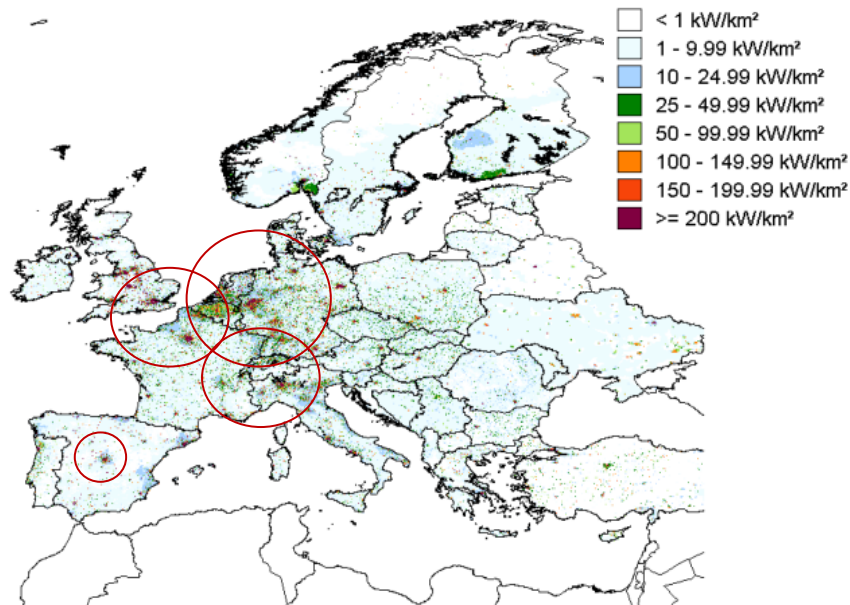 < 1 kW/km²
1 - 9.99 kW/km²
10 - 24.99 kW/km²
25 - 49.99 kW/km²
50 - 99.99 kW/km²
100 - 149.99 kW/km²
150 - 199.99 kW/km²
>= 200 kW/km²